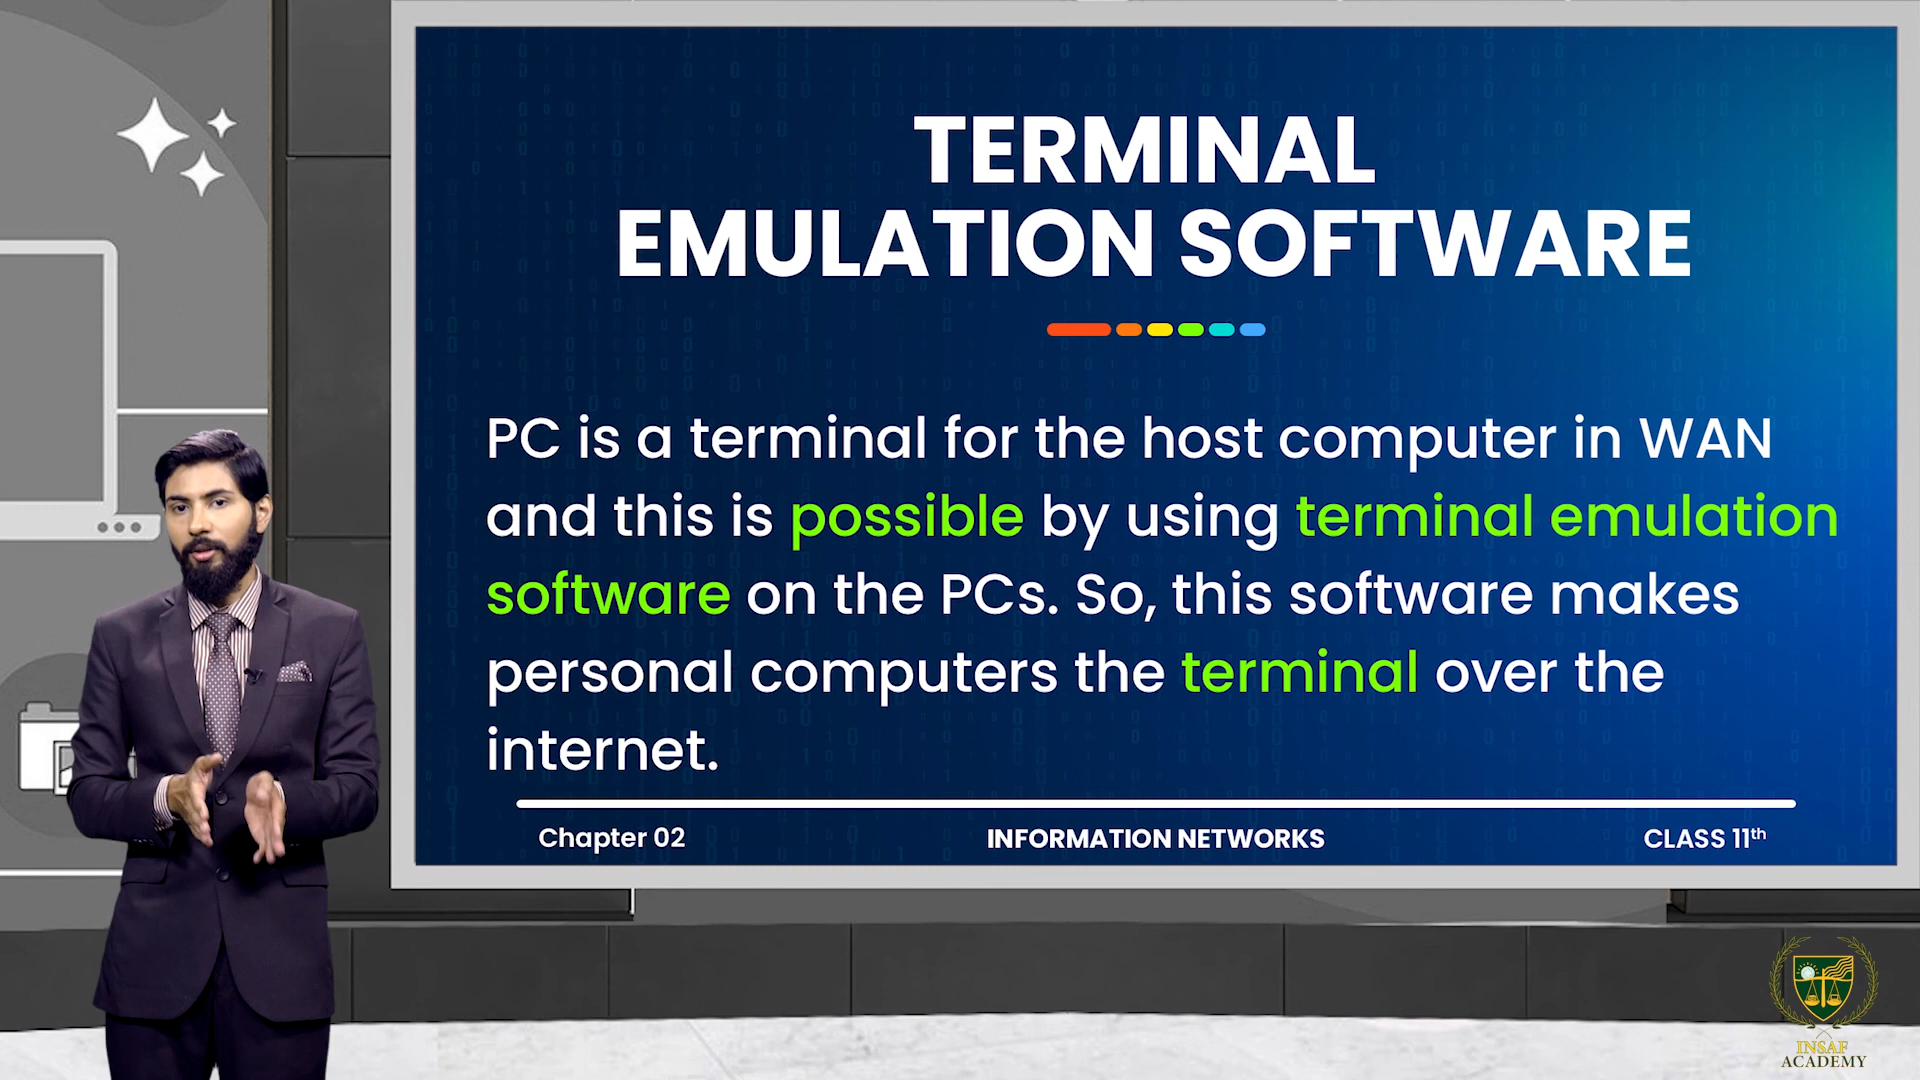 TERMINAL
EMULATION SOFTWARE
PC is a terminal for the host computer in WAN
and this is possible by using terminal emulation
software on the PCs. So, this software makes
personal computers the terminal over the
internet.
Chapter 02 INFORMATION NETWORKS CLASS 11th
INSAF
ACADEMY